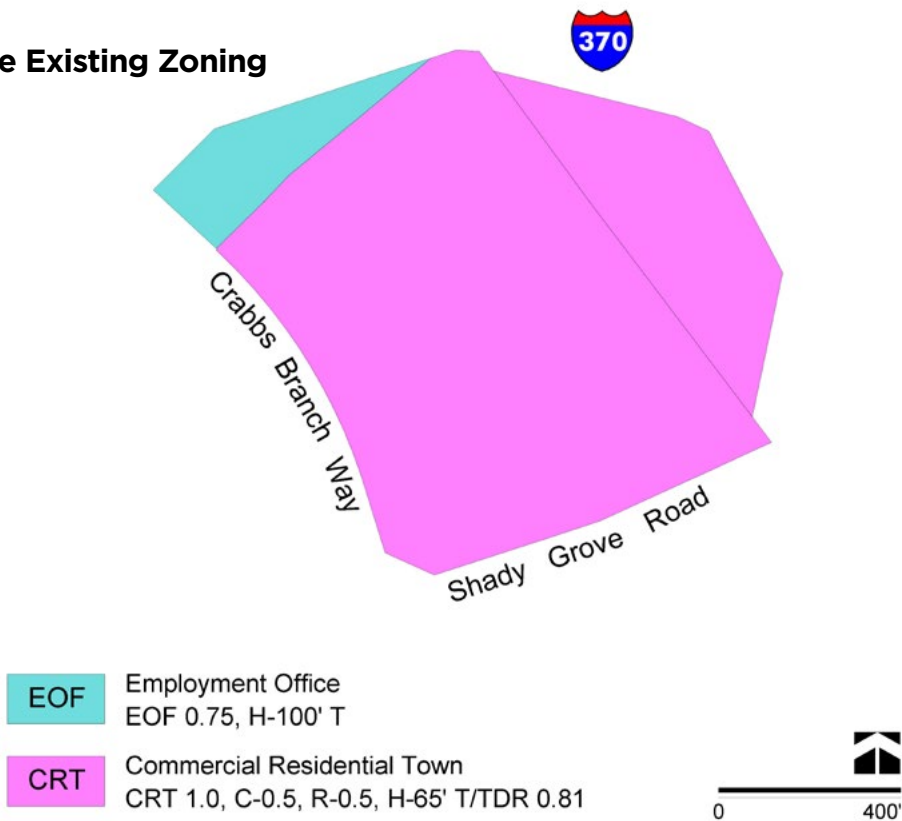 370
e Existing Zoning
Crabbs Branch Way
Shady Grove Road
EOF
Employment Office
EOF 0.75, H-100' T
CRT
Commercial Residential Town
CRT 1.0, C-0.5, R-0.5, H-65' T/TDR 0.81
0 400'